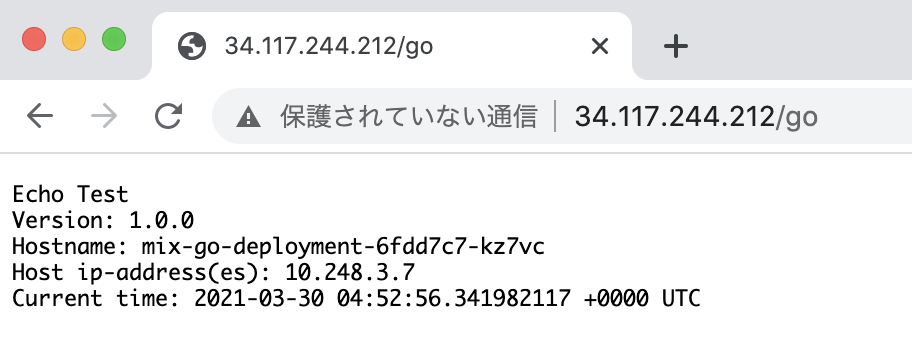 34.117.244.212/go
保護されていない通信 34.117.244.212/go
Echo Test
Version: 1.0.0
Hostname: mix-go-deployment-6fdd7c7-kz7vc
Host ip-address(es): 10.248.3.7
Current time: 2021-03-30 04:52:56.341982117 +0000 UTC